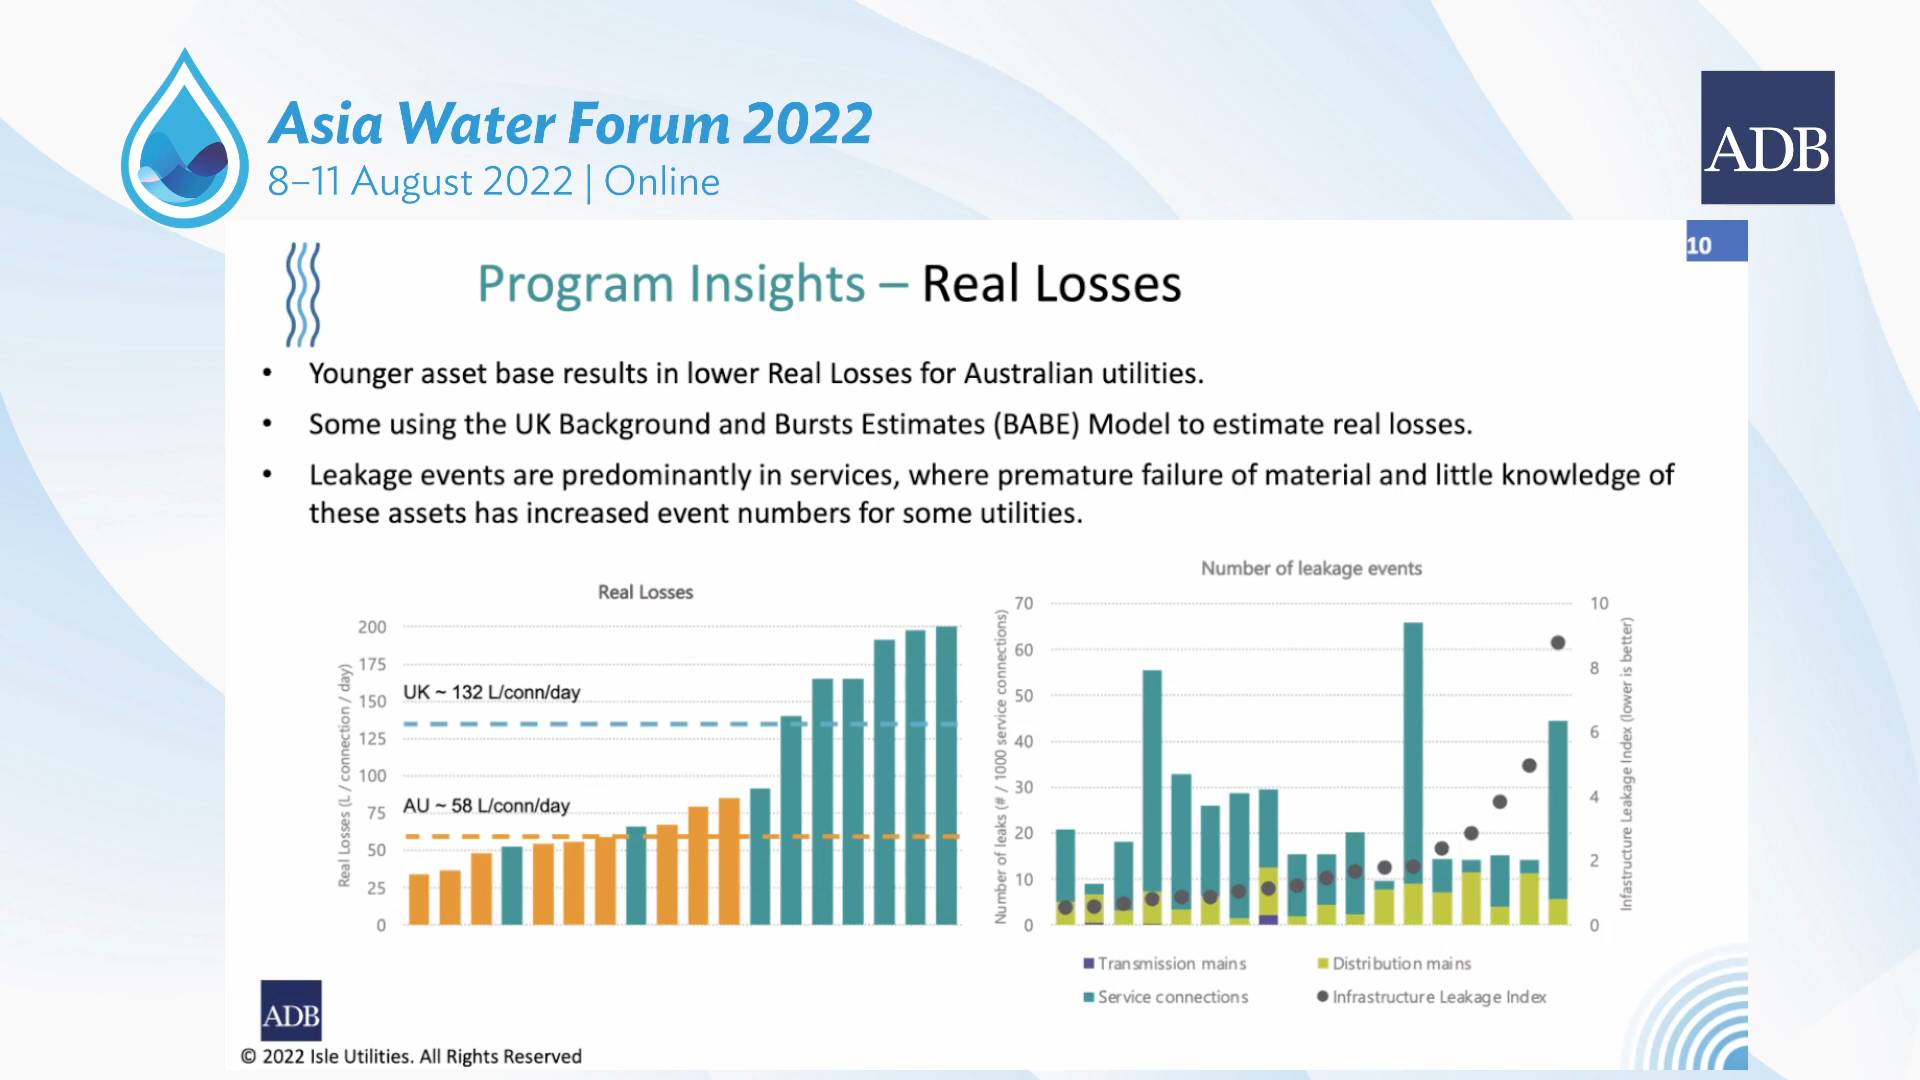 Asia Water Forum 2022
8–11 August 2022 | Online
ADB
10
Program Insights – Real Losses
• Younger asset base results in lower Real Losses for Australian utilities.
• Some using the UK Background and Bursts Estimates (BABE) Model to estimate real losses.
• Leakage events are predominantly in services, where premature failure of material and little knowledge of
these assets has increased event numbers for some utilities.
Real Losses
Real Losses (L / connection / day)
200
175
150
125
100
75
50
25
0
UK ~ 132 L/conn/day
AU ~ 58 L/conn/day
Number of leakage events
Number of leaks (# / 1000 service connections)
70
60
50
40
30
20
10
0
10
8
6
4
2
0
Infastructure Leakage Index (lower is better)
Transmission mains
Distribution mains
Service connections
Infrastructure Leakage Index
ADB
© 2022 Isle Utilities. All Rights Reserved